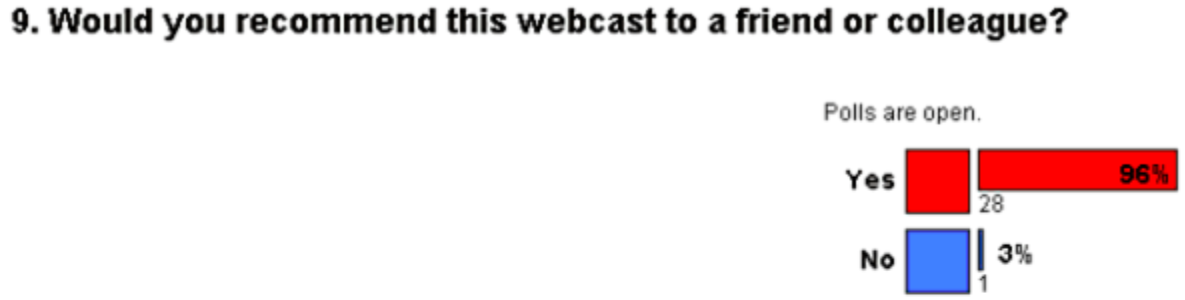 9. Would you recommend this webcast to a friend or colleague?
Polls are open.
Yes 96%
28
No 3%
1